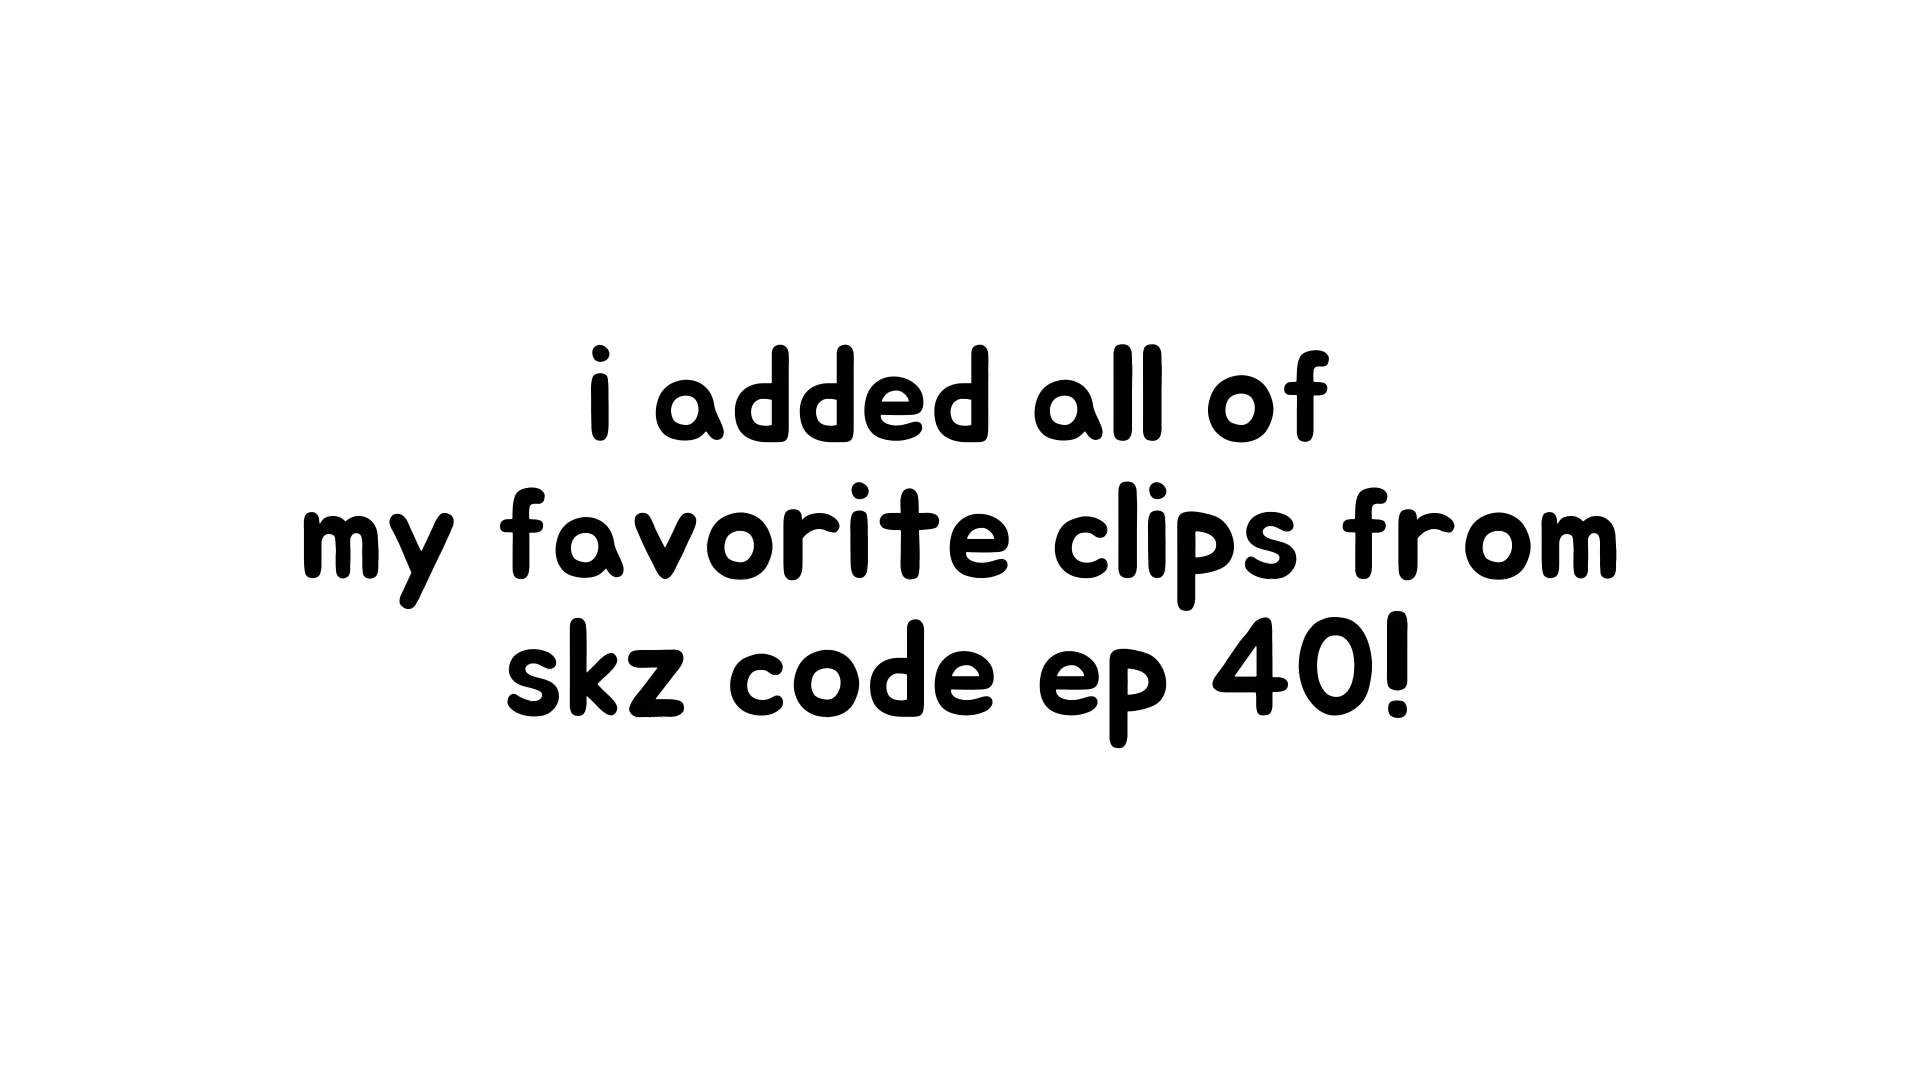 i added all of
my favorite clips from
skz code ep 40!